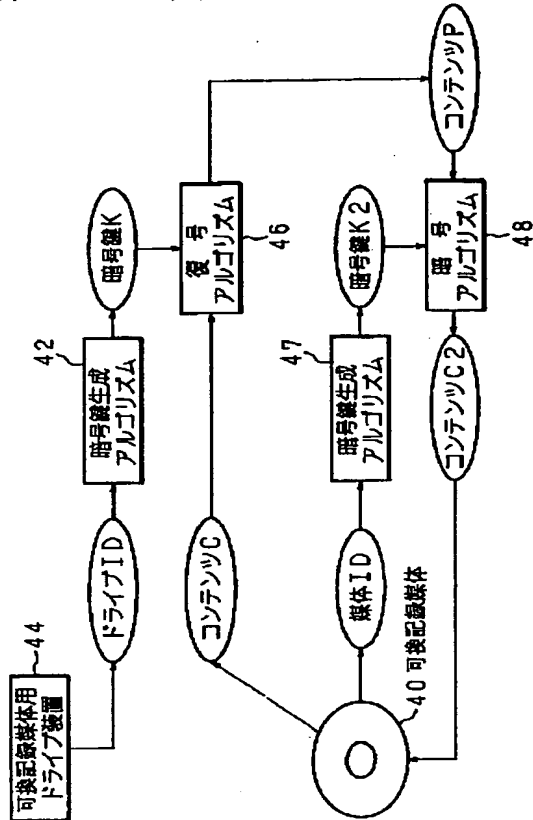 44
可換記録媒体用
ドライブ装置
ドライブID
42
暗号鍵生成
アルゴリズム
暗号鍵K
コンテンツC
復号
アルゴリズム
46
40 可換記録媒体
媒体ID
47
暗号鍵生成
アルゴリズム
暗号鍵K2
コンテンツP
暗号
アルゴリズム
48
コンテンツC2